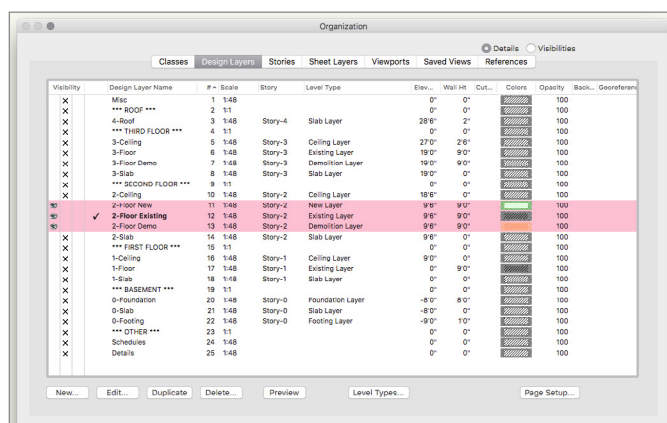 Organization
Details Visibilities
Classes Design Layers Stories Sheet Layers Viewports Saved Views References
Visibility Design Layer Name # Scale Story Level Type Elev... Wall Ht Cut... Colors Opacity Back... Georeferen
X Misc 1 1:48 0" 0" 100
X *** ROOF *** 2 1:1 0" 0" 100
X 4-Roof 3 1:48 Story-4 Slab Layer 28'6" 2" 100
X *** THIRD FLOOR *** 4 1:1 0" 0" 100
X 3-Ceiling 5 1:48 Story-3 Ceiling Layer 27'0" 2'6" 100
X 3-Floor 6 1:48 Story-3 Existing Layer 19'0" 9'0" 100
X 3-Floor Demo 7 1:48 Story-3 Demolition Layer 19'0" 9'0" 100
X 3-Slab 8 1:48 Story-3 Slab Layer 19'0" 0" 100
X *** SECOND FLOOR *** 9 1:1 0" 0" 100
X 2-Ceiling 10 1:48 Story-2 Ceiling Layer 18'6" 0" 100
2-Floor New 11 1:48 Story-2 New Layer 9'6" 9'0" 100
✓ 2-Floor Existing 12 1:48 Story-2 Existing Layer 9'6" 9'0" 100
2-Floor Demo 13 1:48 Story-2 Demolition Layer 9'6" 9'0" 100
X 2-Slab 14 1:48 Story-2 Slab Layer 9'6" 0" 100
X *** FIRST FLOOR *** 15 1:1 0" 0" 100
X 1-Ceiling 16 1:48 Story-1 Ceiling Layer 9'0" 0" 100
X 1-Floor 17 1:48 Story-1 Existing Layer 0" 9'0" 100
X 1-Slab 18 1:48 Story-1 Slab Layer 0" 0" 100
X *** BASEMENT *** 19 1:1 0" 0" 100
X 0-Foundation 20 1:48 Story-0 Foundation Layer -8'0" 8'0" 100
X 0-Slab 21 1:48 Story-0 Slab Layer -8'0" 0" 100
X 0-Footing 22 1:48 Story-0 Footing Layer -9'0" 1'0" 100
X *** OTHER *** 23 1:1 0" 0" 100
X Schedules 24 1:48 0" 0" 100
X Details 25 1:48 0" 0" 100
New... Edit... Duplicate Delete... Preview Level Types... Page Setup...